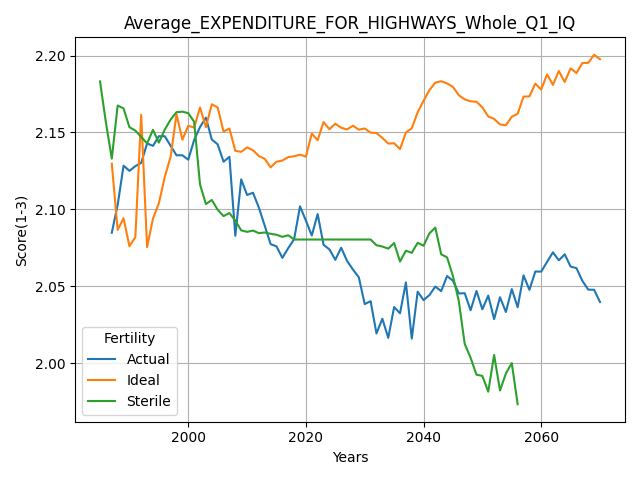 Average_EXPENDITURE_FOR_HIGHWAYS_Whole_Q1_IQ
2.20
2.15
2.10
2.05
2.00
Score(1-3)
Fertility
Actual
Ideal
Sterile
2000
2020
2040
2060
Years